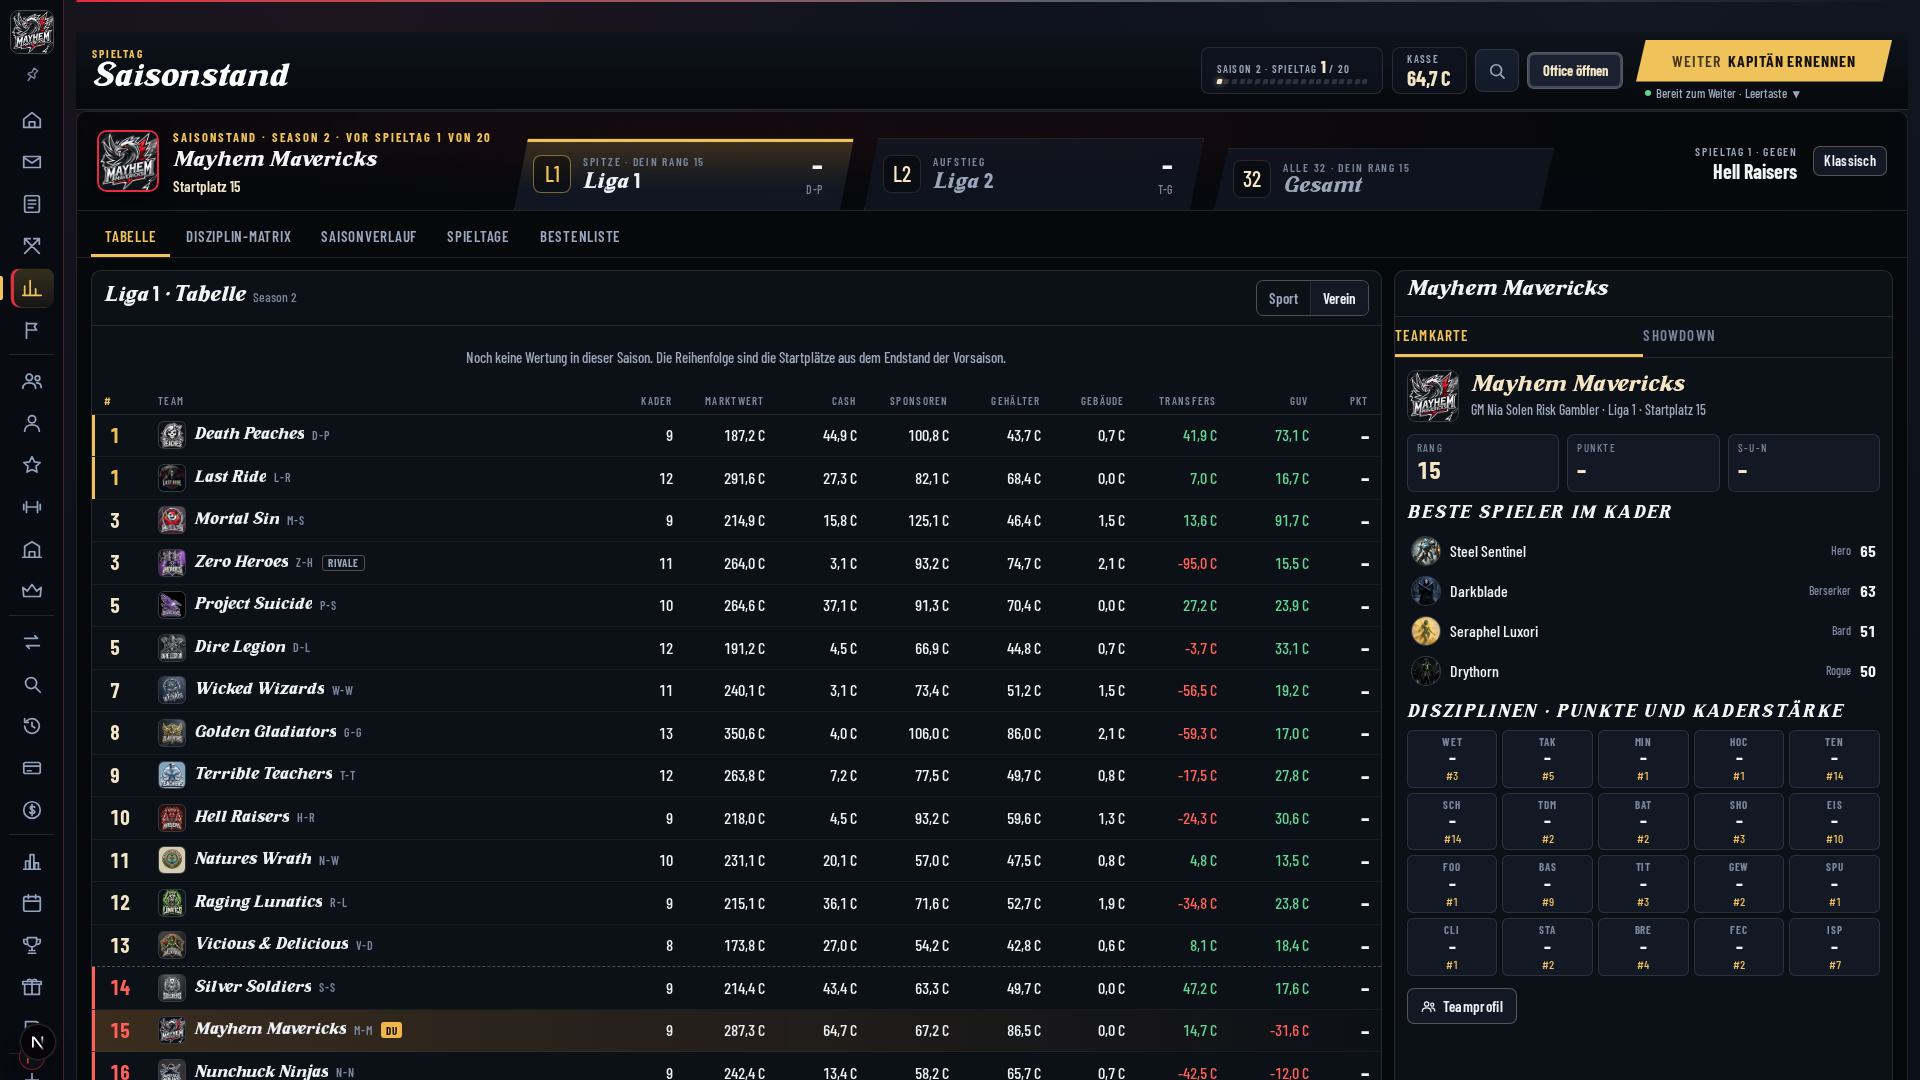 SPIELTAG
Saisonstand
SAISON 2 · SPIELTAG 1 / 20
KASSE
64,7 C
Office öffnen
WEITER KAPITÄN ERNENNEN
Bereit zum Weiter · Leertaste ▼
SAISONSTAND · SEASON 2 · VOR SPIELTAG 1 VON 20
Mayhem Mavericks
Startplatz 15
L1
SPITZE · DEIN RANG 15
Liga 1
–
D-P
L2
AUFSTIEG
Liga 2
–
T-G
32
ALLE 32 · DEIN RANG 15
Gesamt
SPIELTAG 1 · GEGEN
Hell Raisers
Klassisch
TABELLE DISZIPLIN-MATRIX SAISONVERLAUF SPIELTAGE BESTENLISTE
Liga 1 · Tabelle Season 2
Sport Verein
Noch keine Wertung in dieser Saison. Die Reihenfolge sind die Startplätze aus dem Endstand der Vorsaison.
# TEAM KADER MARKTWERT CASH SPONSOREN GEHÄLTER GEBÄUDE TRANSFERS GUV PKT
1 Death Peaches D-P 9 187,2 C 44,9 C 100,8 C 43,7 C 0,7 C 41,9 C 73,1 C –
1 Last Ride L-R 12 291,6 C 27,3 C 82,1 C 68,4 C 0,0 C 7,0 C 16,7 C –
3 Mortal Sin M-S 9 214,9 C 15,8 C 125,1 C 46,4 C 1,5 C 13,6 C 91,7 C –
3 Zero Heroes Z-H RIVALE 11 264,0 C 3,1 C 93,2 C 74,7 C 2,1 C -95,0 C 15,5 C –
5 Project Suicide P-S 10 264,6 C 37,1 C 91,3 C 70,4 C 0,0 C 27,2 C 23,9 C –
5 Dire Legion D-L 12 191,2 C 4,5 C 66,9 C 44,8 C 0,7 C -3,7 C 33,1 C –
7 Wicked Wizards W-W 11 240,1 C 3,1 C 73,4 C 51,2 C 1,5 C -56,5 C 19,2 C –
8 Golden Gladiators G-G 13 350,6 C 4,0 C 106,0 C 86,0 C 2,1 C -59,3 C 17,0 C –
9 Terrible Teachers T-T 12 263,8 C 7,2 C 77,5 C 49,7 C 0,8 C -17,5 C 27,8 C –
10 Hell Raisers H-R 9 218,0 C 4,5 C 93,2 C 59,6 C 1,3 C -24,3 C 30,6 C –
11 Natures Wrath N-W 10 231,1 C 20,1 C 57,0 C 47,5 C 0,8 C 4,8 C 13,5 C –
12 Raging Lunatics R-L 9 215,1 C 36,1 C 71,6 C 52,7 C 1,9 C -34,8 C 23,8 C –
13 Vicious & Delicious V-D 8 173,8 C 27,0 C 54,2 C 42,8 C 0,6 C 8,1 C 18,4 C –
14 Silver Soldiers S-S 9 214,4 C 43,4 C 63,3 C 49,7 C 0,0 C 47,2 C 17,6 C –
15 Mayhem Mavericks M-M DU 9 287,3 C 64,7 C 67,2 C 86,5 C 0,0 C 14,7 C -31,6 C –
16 Nunchuck Ninjas N-N 9 242,4 C 13,4 C 58,2 C 65,7 C 0,7 C -42,5 C -12,0 C –
Mayhem Mavericks
TEAMKARTE SHOWDOWN
Mayhem Mavericks
GM Nia Solen Risk Gambler · Liga 1 · Startplatz 15
RANG PUNKTE S-U-N
15 – –
BESTE SPIELER IM KADER
Steel Sentinel Hero 65
Darkblade Berserker 63
Seraphel Luxori Bard 51
Drythorn Rogue 50
DISZIPLINEN · PUNKTE UND KADERSTÄRKE
WET TAK MIN HOC TEN
– – – – –
#3 #5 #1 #1 #14
SCH TDM BAT SHO EIS
– – – – –
#14 #2 #2 #3 #10
FOO BAS TIT GEW SPU
– – – – –
#1 #9 #3 #2 #1
CLI STA BRE FEC ISP
– – – – –
#1 #2 #4 #2 #7
Teamprofil
N